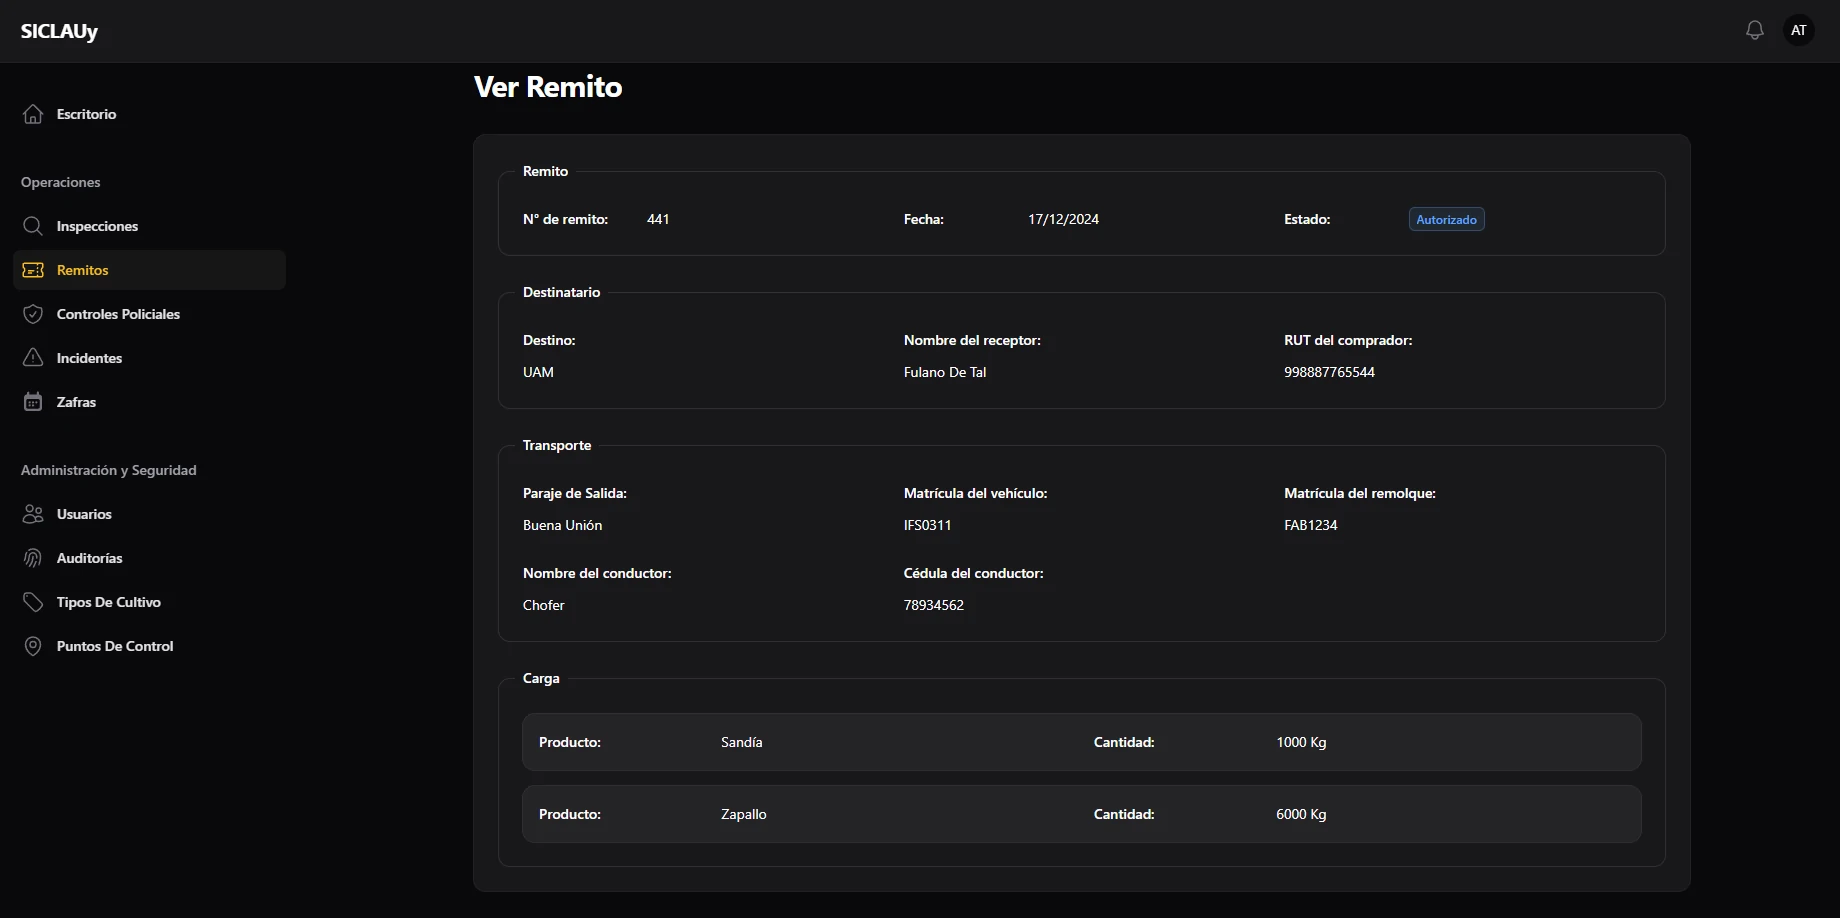 SICLAUy
AT
Escritorio
Operaciones
Inspecciones
Remitos
Controles Policiales
Incidentes
Zafras
Administración y Seguridad
Usuarios
Auditorías
Tipos De Cultivo
Puntos De Control
Ver Remito
Remito
N° de remito: 441 Fecha: 17/12/2024 Estado: Autorizado
Destinatario
Destino: Nombre del receptor: RUT del comprador:
UAM Fulano De Tal 998887765544
Transporte
Paraje de Salida: Matrícula del vehículo: Matrícula del remolque:
Buena Unión IFS0311 FAB1234
Nombre del conductor: Cédula del conductor:
Chofer 78934562
Carga
Producto: Sandía Cantidad: 1000 Kg
Producto: Zapallo Cantidad: 6000 Kg